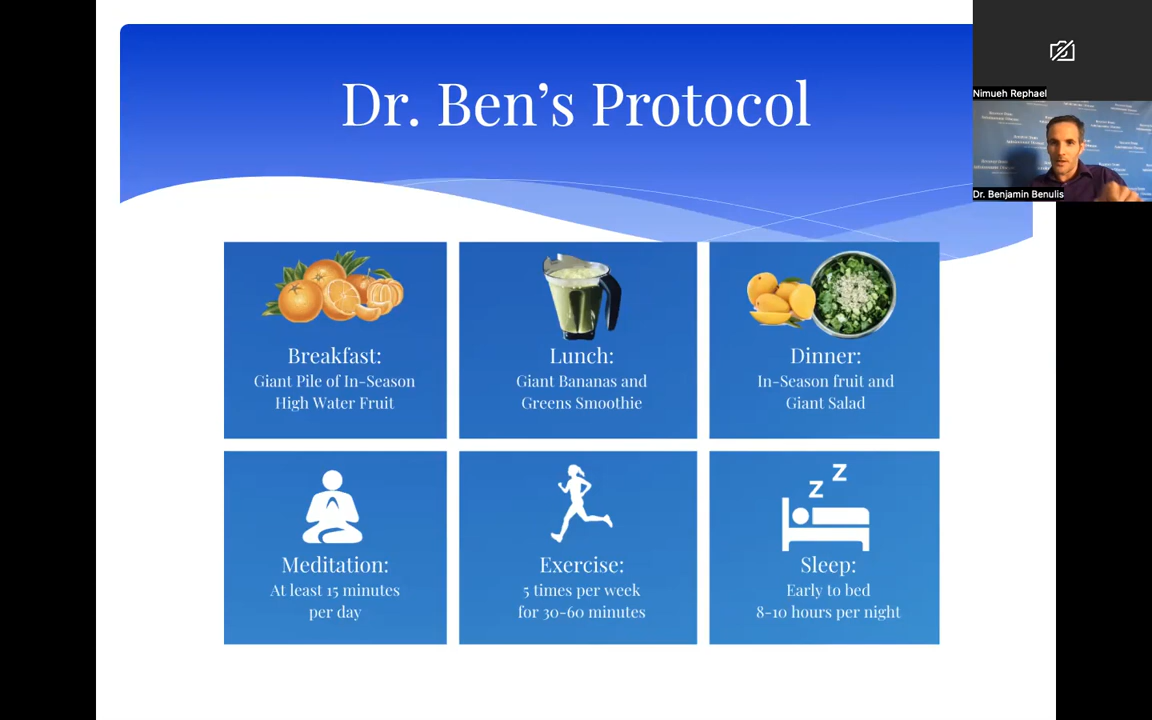 Dr. Ben's Protocol
Nimueh Rephael
Dr. Benjamin Benulis
Breakfast:
Giant Pile of In-Season
High Water Fruit
Lunch:
Giant Bananas and
Greens Smoothie
Dinner:
In-Season fruit and
Giant Salad
Meditation:
At least 15 minutes
per day
Exercise:
5 times per week
for 30-60 minutes
Z
Z
Sleep:
Early to bed
8-10 hours per night